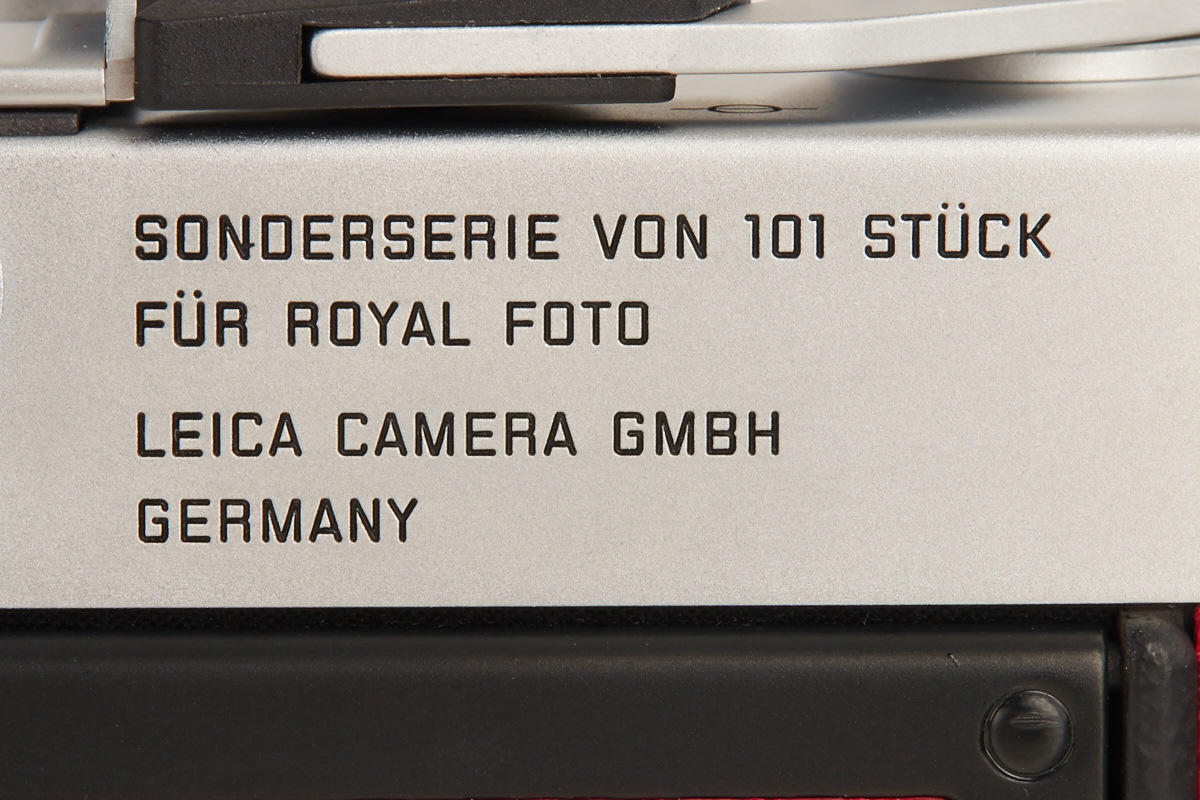 SONDERSERIE VON 101 STÜCK
FÜR ROYAL FOTO
LEICA CAMERA GMBH
GERMANY